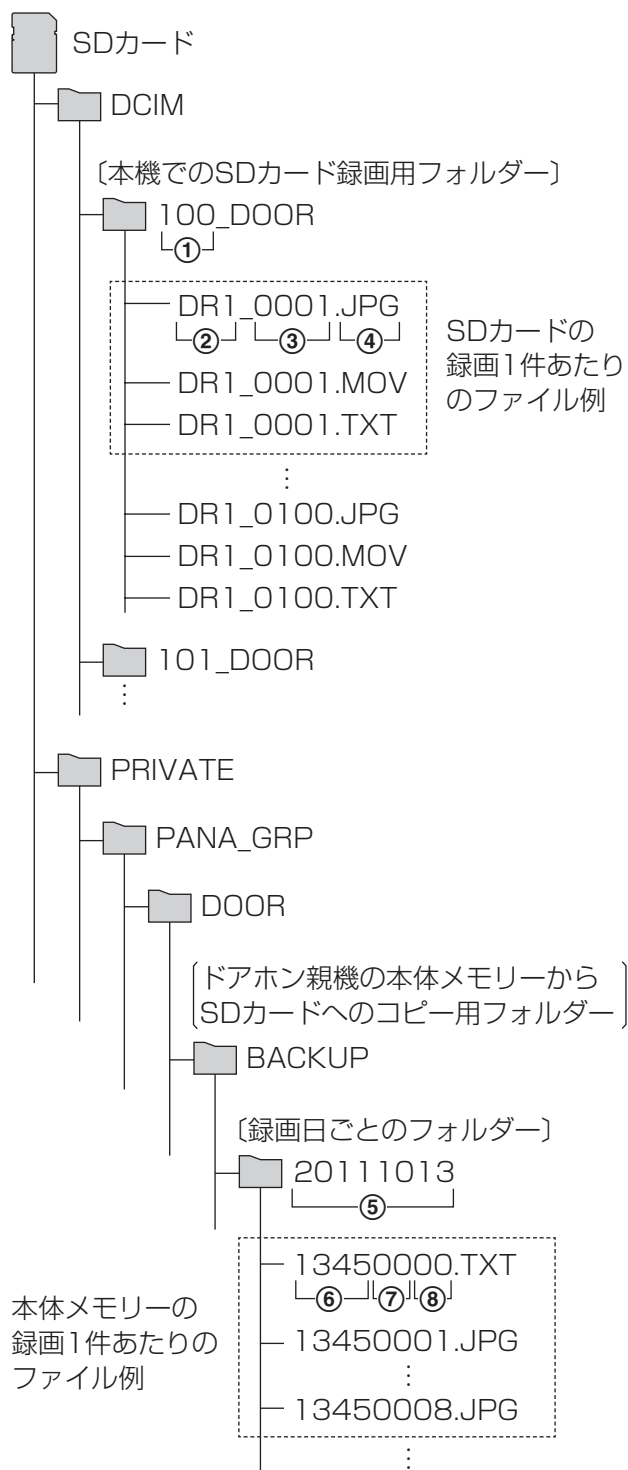 SDカード
DCIM
〔本機でのSDカード録画用フォルダー〕
100_DOOR
①
DR1_0001.JPG
② ③ ④
DR1_0001.MOV
DR1_0001.TXT
SDカードの
録画1件あたり
のファイル例
⋮
DR1_0100.JPG
DR1_0100.MOV
DR1_0100.TXT
101_DOOR
⋮
PRIVATE
PANA_GRP
DOOR
〔ドアホン親機の本体メモリーから
SDカードへのコピー用フォルダー〕
BACKUP
〔録画日ごとのフォルダー〕
20111013
⑤
13450000.TXT
⑥ ⑦ ⑧
13450001.JPG
⋮
13450008.JPG
本体メモリーの
録画1件あたりの
ファイル例
⋮